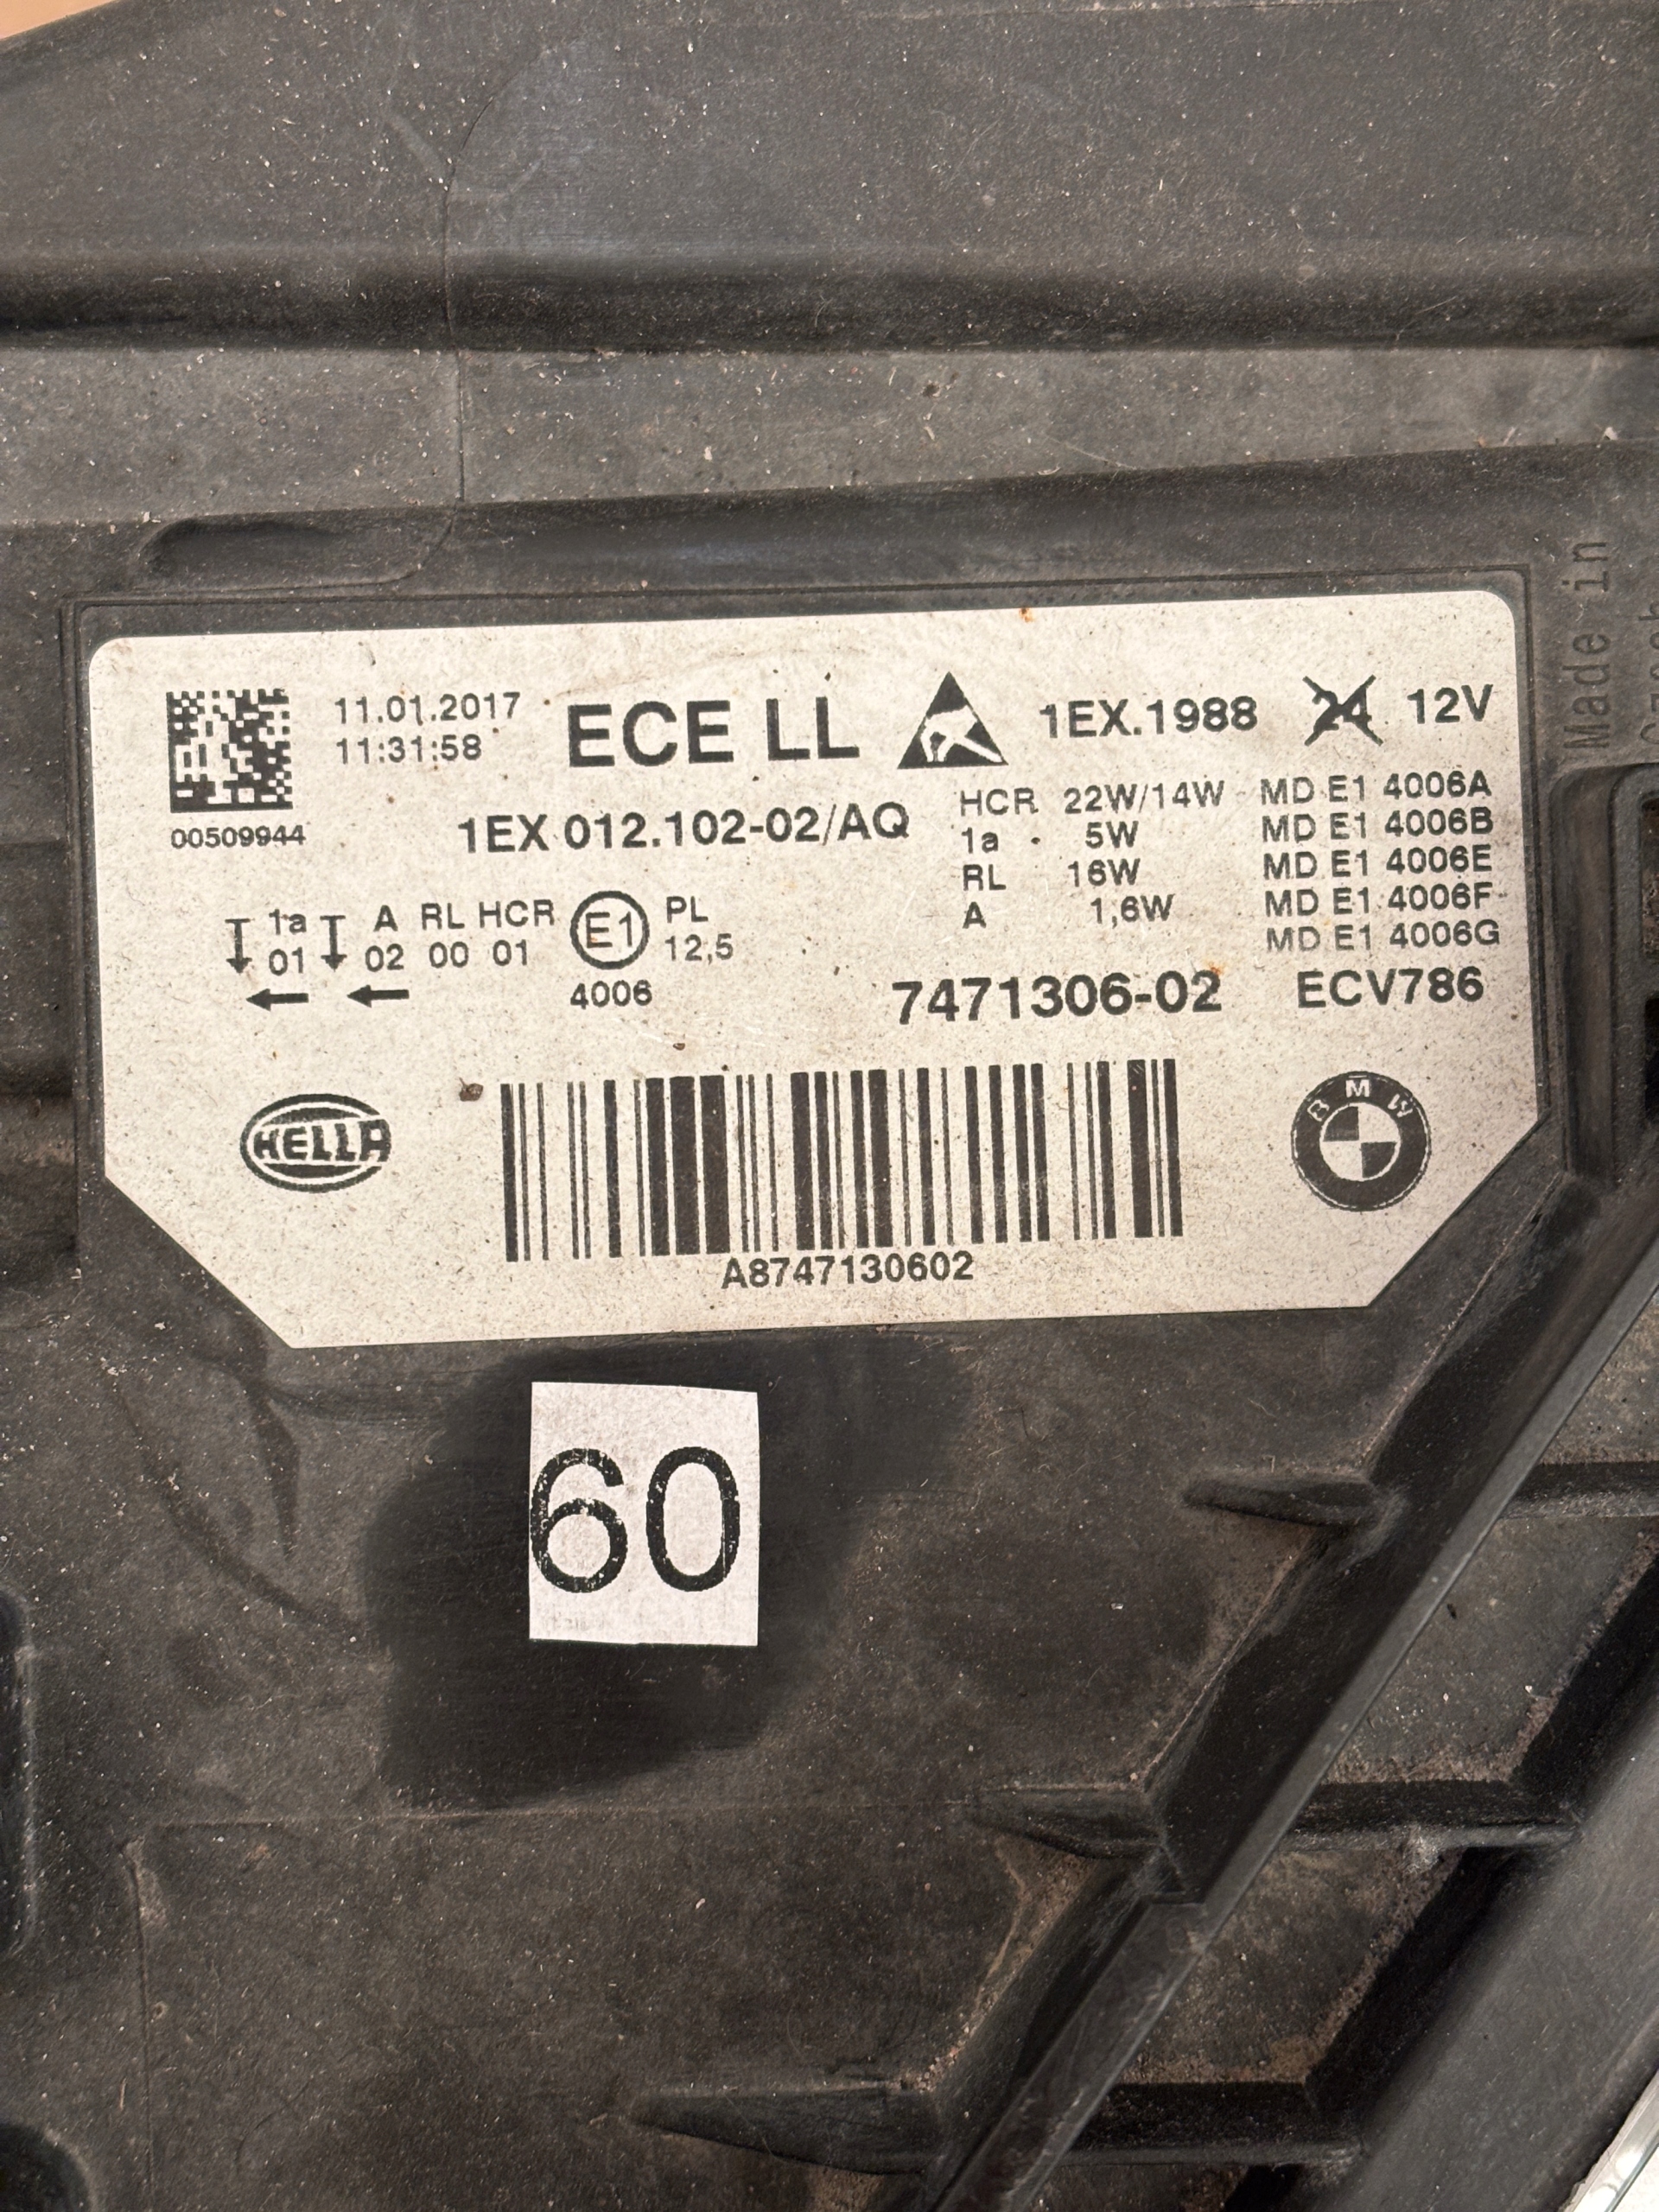 11.01.2017
11:31:58
ECE LL
1EX.1988
24 12V
00509944
1EX 012.102-02/AQ
HCR 22W/14W
1a 5W
RL 16W
A 1,6W
MD E1 4006A
MD E1 4006B
MD E1 4006E
MD E1 4006F
MD E1 4006G
1a A RL HCR
01 02 00 01
E1
4006
PL
12,5
7471306-02
ECV786
HELLA
BMW
A8747130602
60
Made in